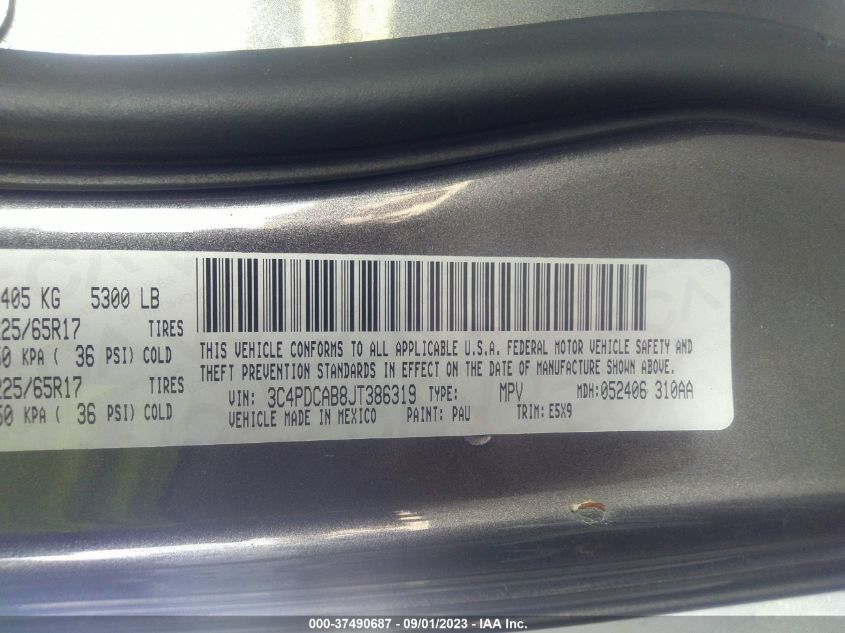 405 KG 5300 LB
25/65R17 TIRES
50 KPA ( 36 PSI) COLD
225/65R17 TIRES
50 KPA ( 36 PSI) COLD
THIS VEHICLE CONFORMS TO ALL APPLICABLE U.S.A. FEDERAL MOTOR VEHICLE SAFETY AND
THEFT PREVENTION STANDARDS IN EFFECT ON THE DATE OF MANUFACTURE SHOWN ABOVE.
VIN: 3C4PDCAB8JT386319 TYPE: MPV MDH: 052406 310AA
VEHICLE MADE IN MEXICO PAINT: PAU TRIM: E5X9
000-37490687 - 09/01/2023 - IAA Inc.